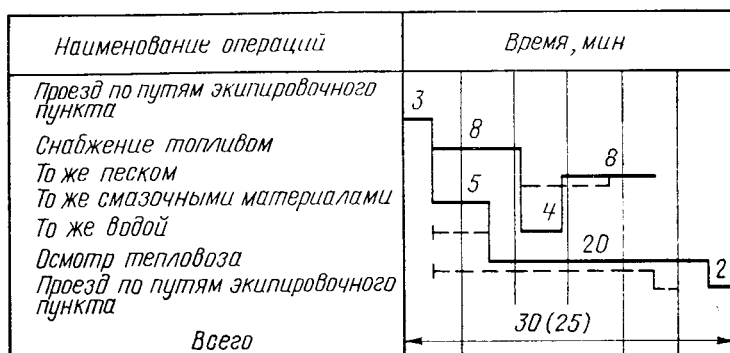 Наименование операций
Время, мин
Проезд по путям экипировочного
пункта
3
Снабжение топливом
8
То же песком
8
То же смазочными материалами
5
То же водой
4
Осмотр тепловоза
20
Проезд по путям экипировочного
пункта
2
Всего
30(25)